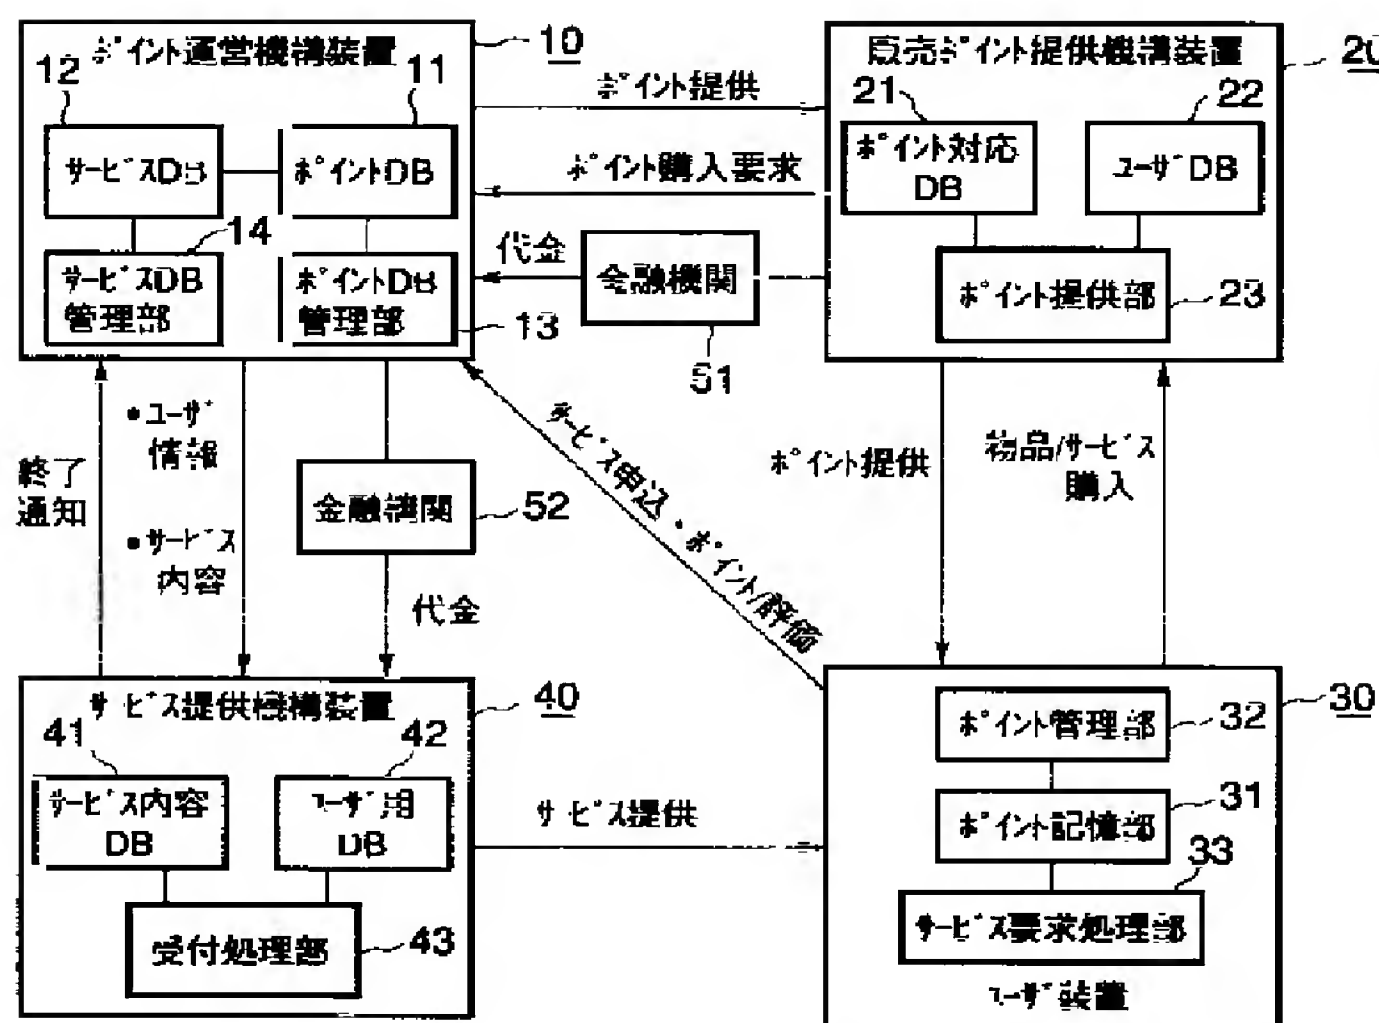 ポイント運営機構装置
10
12
11
サービスDB
ポイントDB
14
サービスDB
管理部
ポイントDB
管理部
13
ポイント提供
ポイント購入要求
代金
金融機関
51
販売ポイント提供機構装置
20
21
22
ポイント対応
DB
ユーザDB
ポイント提供部
23
終了
通知
•ユーザ
情報
•サービス
内容
金融機関
52
代金
サービス申込・ポイント/評価
ポイント提供
物品/サービス
購入
サービス提供機構装置
40
41
42
サービス内容
DB
ユーザ用
DB
受付処理部
43
サービス提供
30
ポイント管理部
32
ポイント記憶部
31
33
サービス要求処理部
ユーザ装置